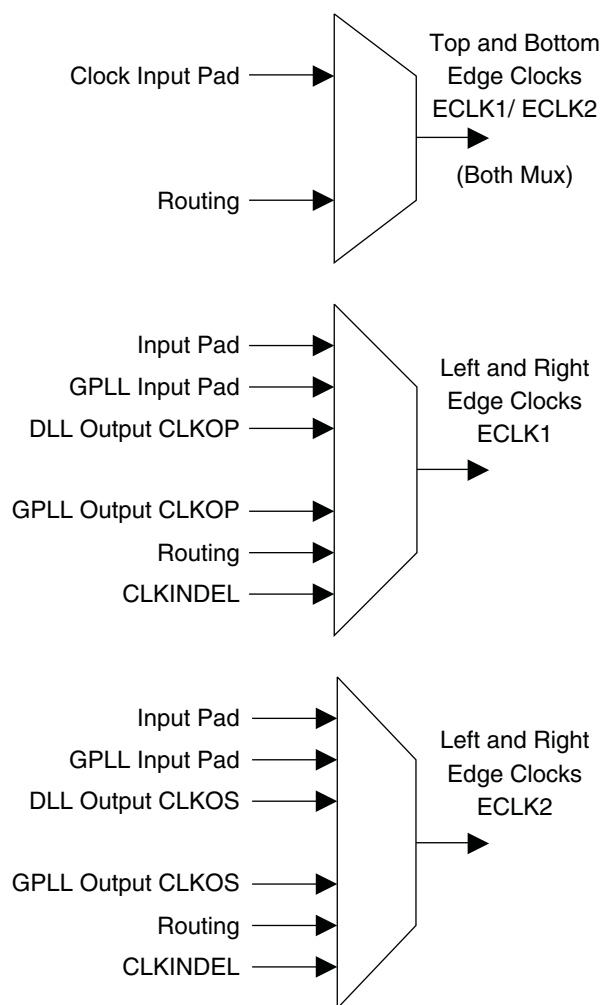 Clock Input Pad
Routing
Top and Bottom
Edge Clocks
ECLK1/ ECLK2
(Both Mux)
Input Pad
GPLL Input Pad
DLL Output CLKOP
GPLL Output CLKOP
Routing
CLKINDEL
Left and Right
Edge Clocks
ECLK1
Input Pad
GPLL Input Pad
DLL Output CLKOS
GPLL Output CLKOS
Routing
CLKINDEL
Left and Right
Edge Clocks
ECLK2